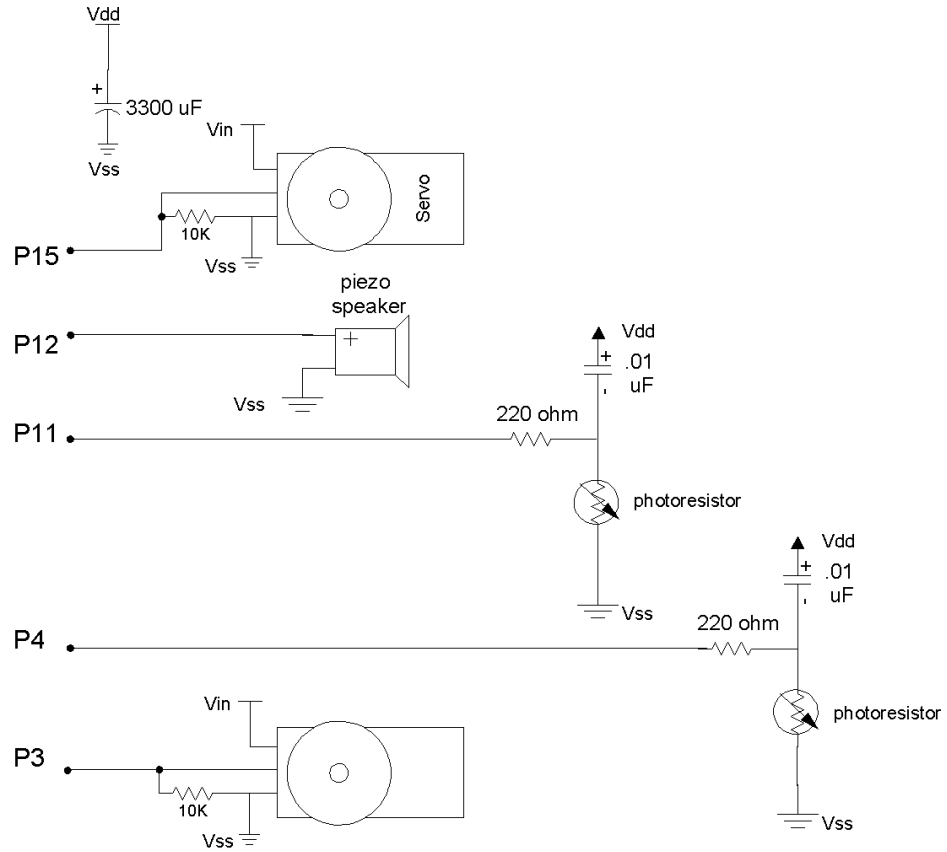 Vdd
+
3300 uF
Vss
Vin
Servo
10K
P15
Vss
piezo
speaker
P12
+
Vss
Vdd
+
.01
uF
-
220 ohm
P11
photoresistor
Vss
Vdd
+
.01
uF
-
220 ohm
P4
photoresistor
Vss
Vin
P3
10K
Vss